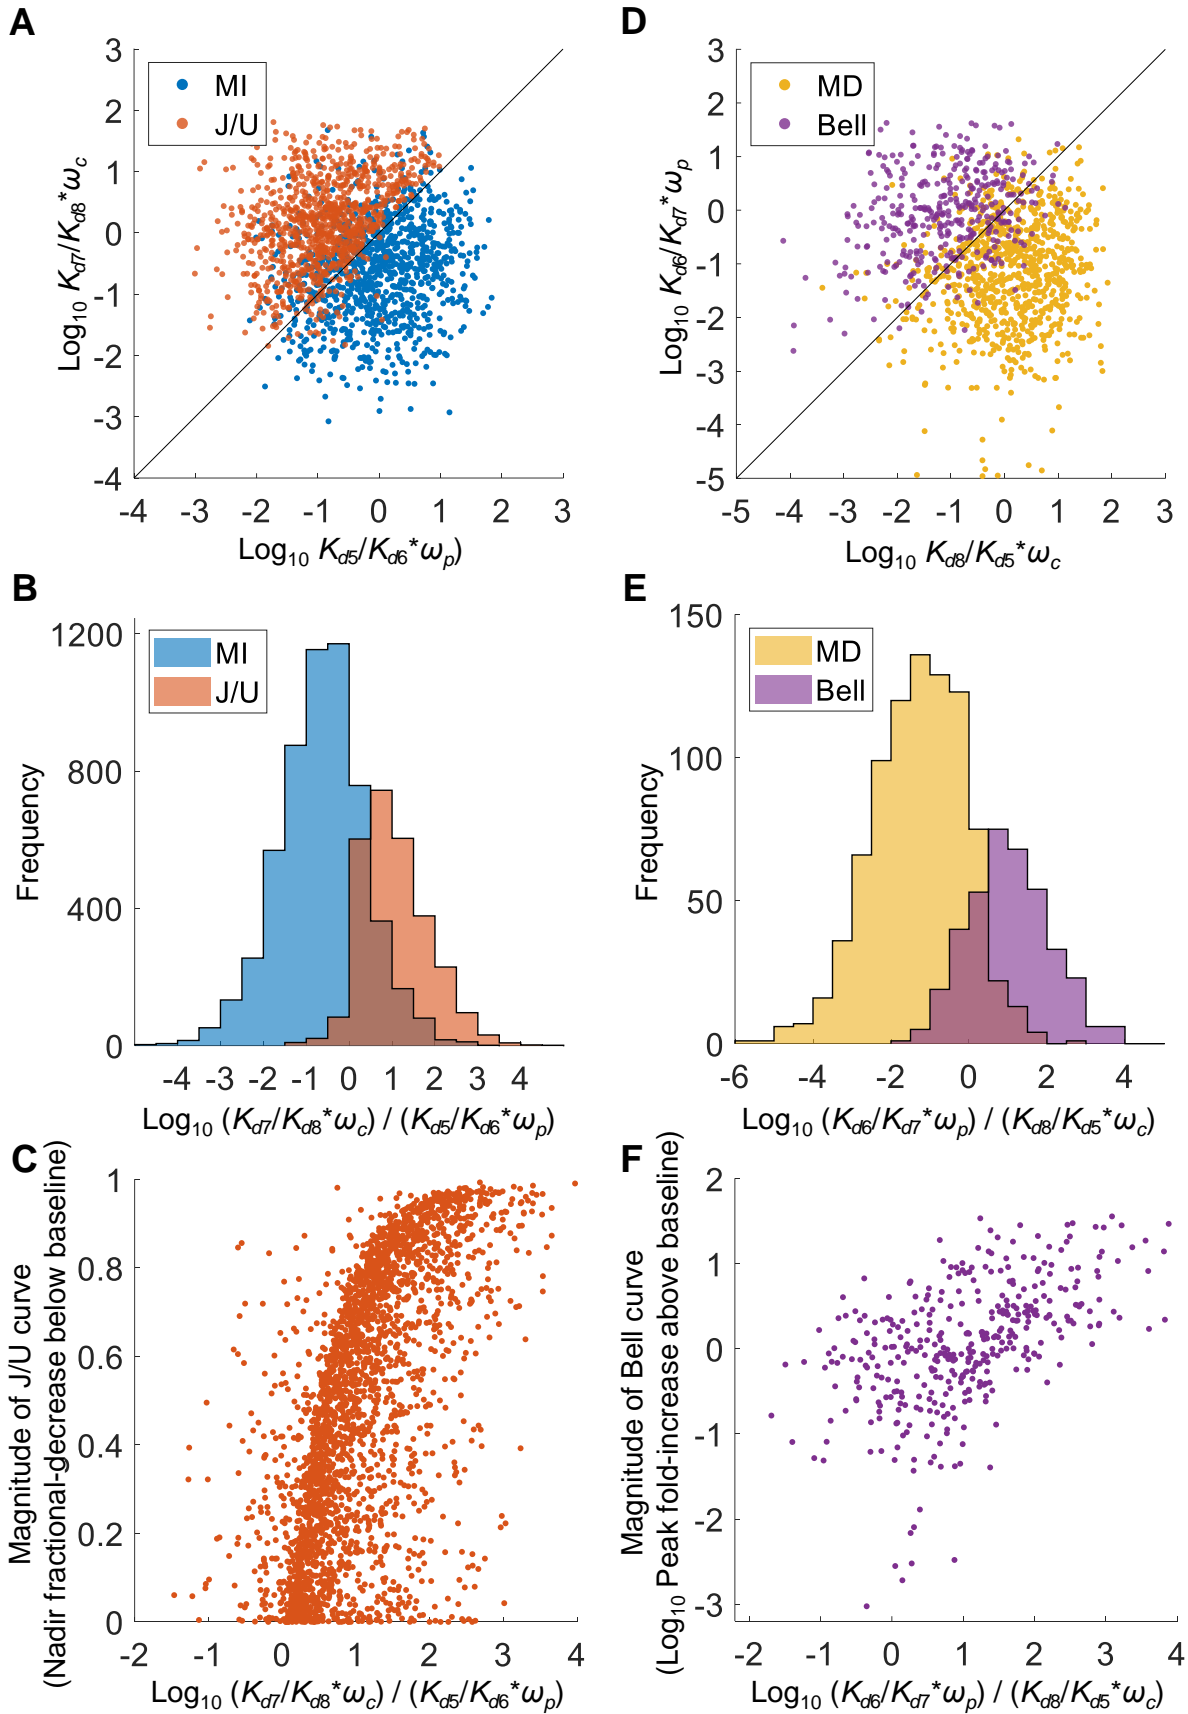 A
3
2
1
0
-1
-2
-3
-4
MI
J/U
-4 -3 -2 -1 0 1 2 3
Log10 Kd7/Kd8*ωc
Log10 Kd5/Kd6*ωp)
D
3
2
1
0
-1
-2
-3
-4
-5
MD
Bell
-5 -4 -3 -2 -1 0 1 2 3
Log10 Kd6/Kd7*ωp
Log10 Kd8/Kd5*ωc
B
1200
800
400
0
MI
J/U
Frequency
-4 -3 -2 -1 0 1 2 3 4
Log10 (Kd7/Kd8*ωc) / (Kd5/Kd6*ωp)
E
150
100
50
0
MD
Bell
Frequency
-6 -4 -2 0 2 4
Log10 (Kd6/Kd7*ωp) / (Kd8/Kd5*ωc)
C
1
0.8
0.6
0.4
0.2
0
Magnitude of J/U curve
(Nadir fractional-decrease below baseline)
-2 -1 0 1 2 3 4
Log10 (Kd7/Kd8*ωc) / (Kd5/Kd6*ωp)
F
2
1
0
-1
-2
-3
Magnitude of Bell curve
(Log10 Peak fold-increase above baseline)
-2 -1 0 1 2 3 4
Log10 (Kd6/Kd7*ωp) / (Kd8/Kd5*ωc)